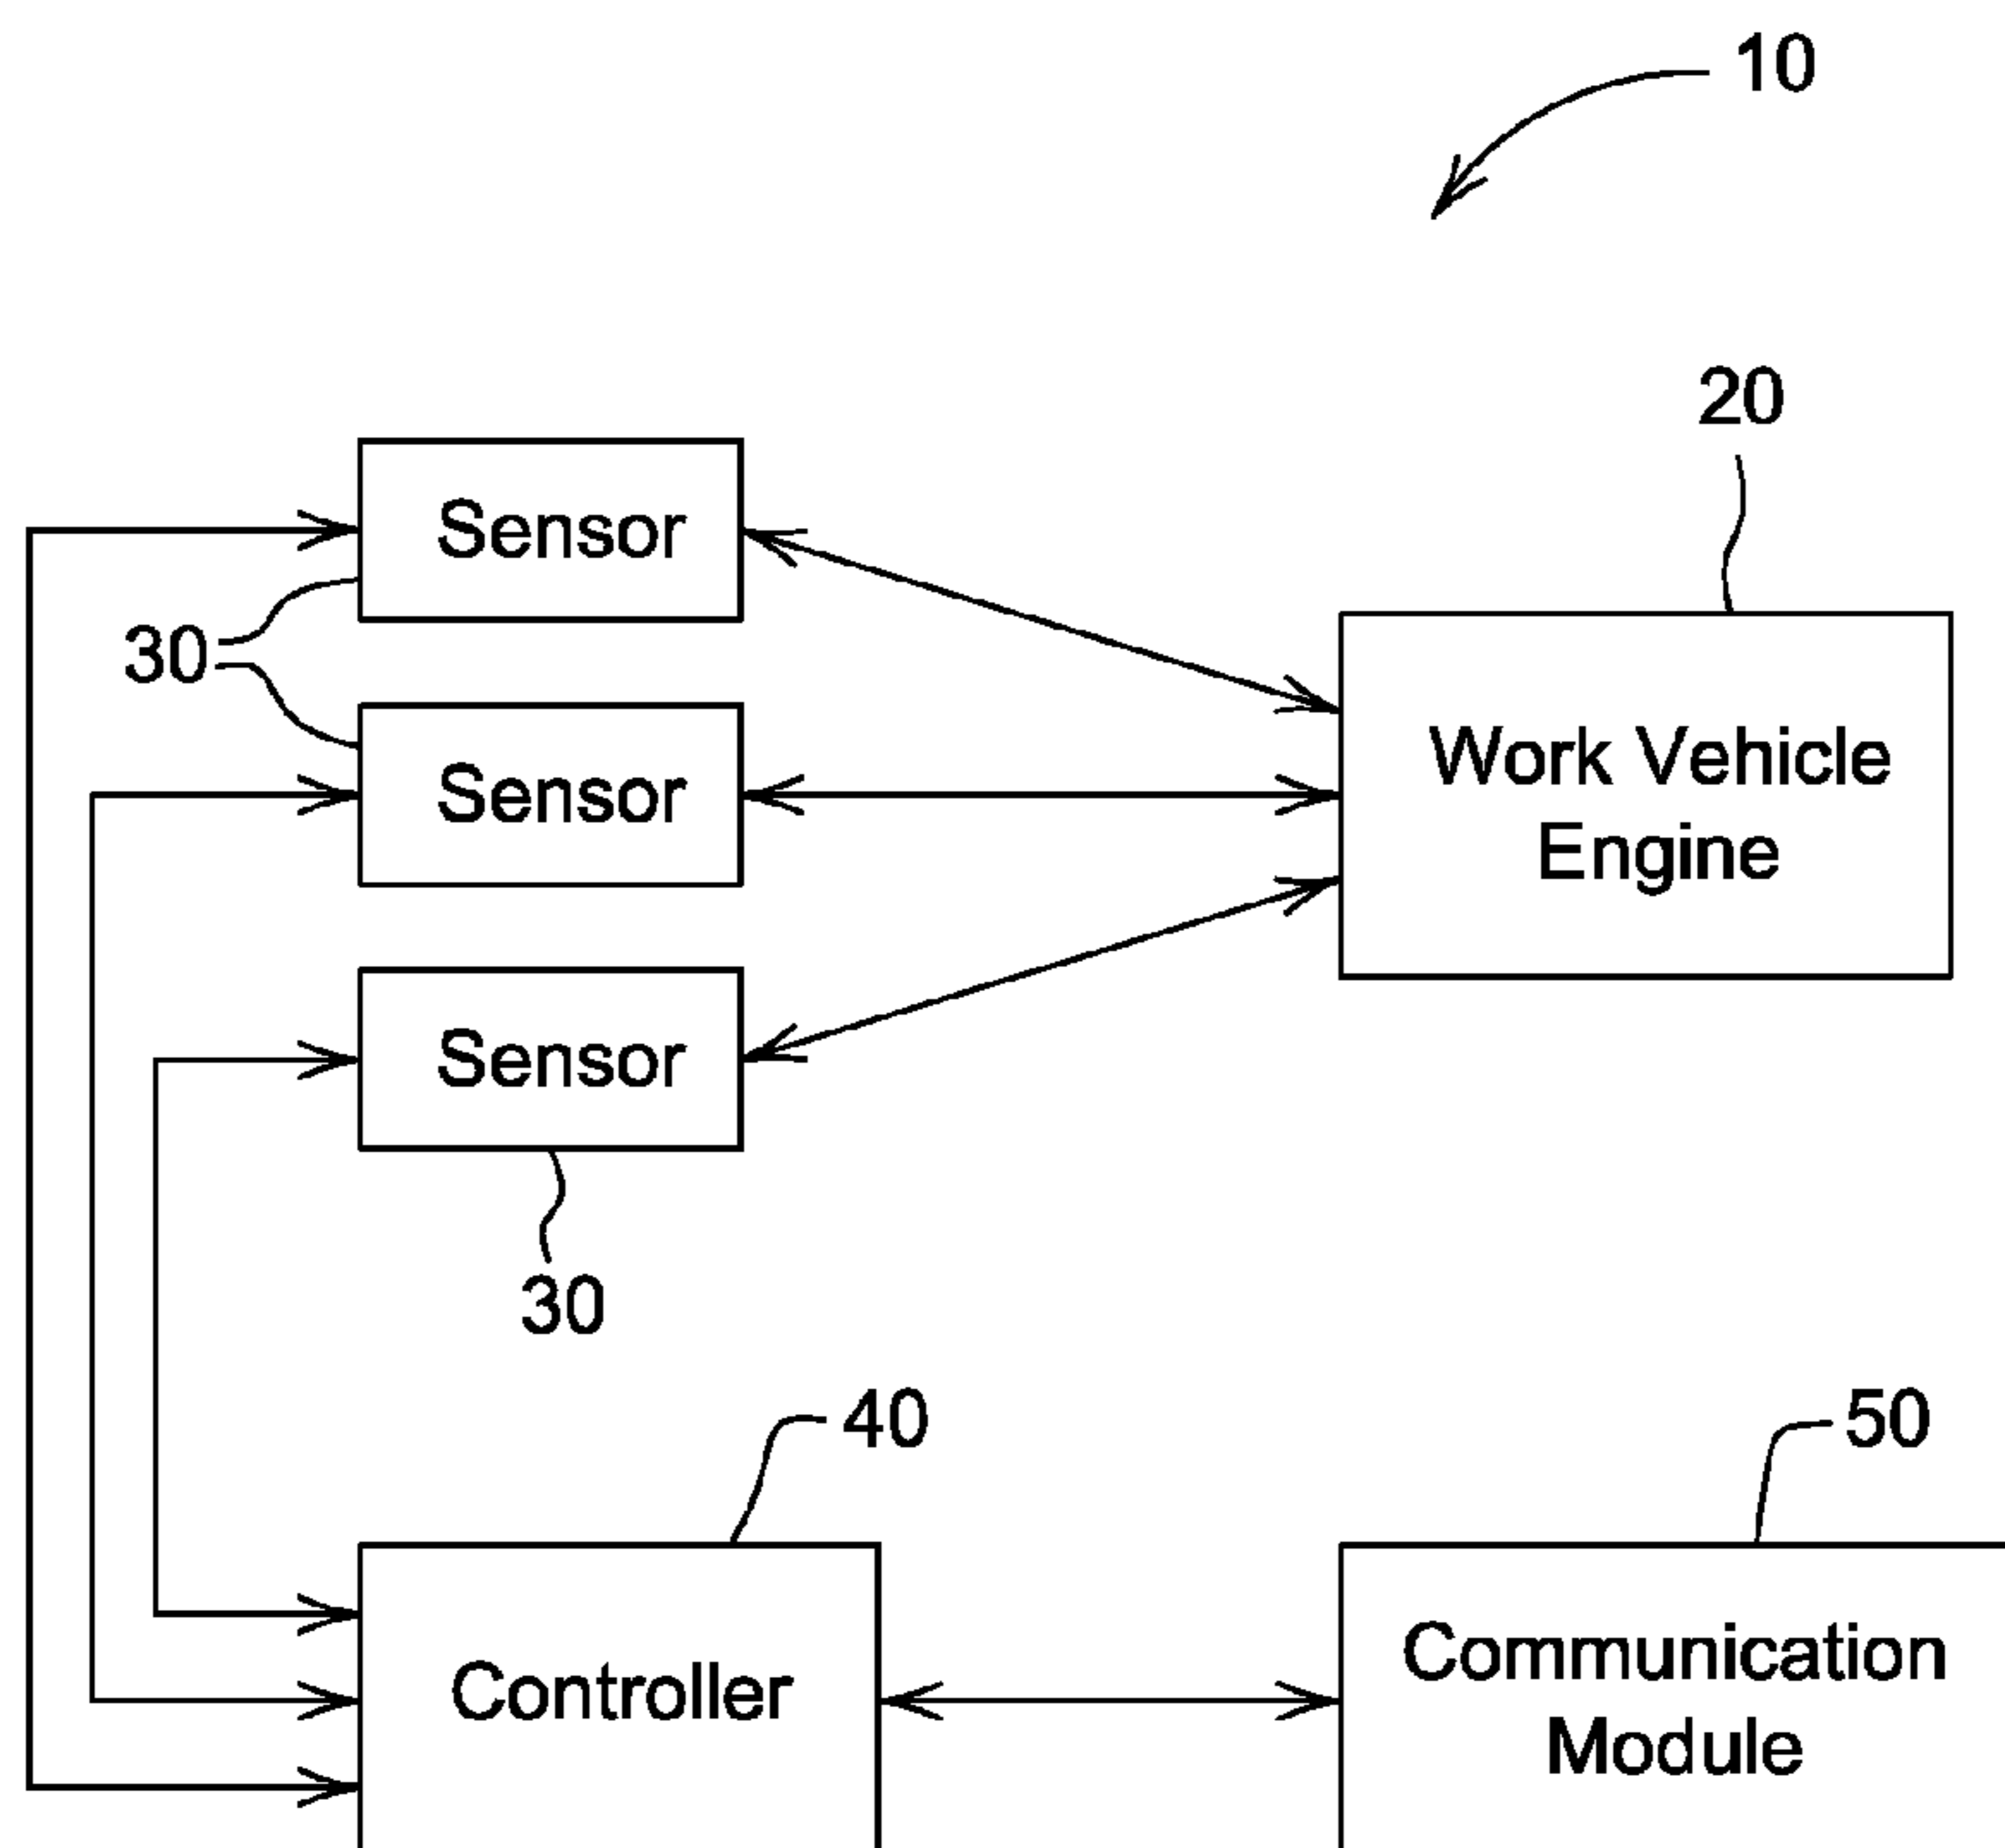 10
20
Sensor
30
Sensor
Work Vehicle
Engine
Sensor
30
40
50
Controller
Communication
Module